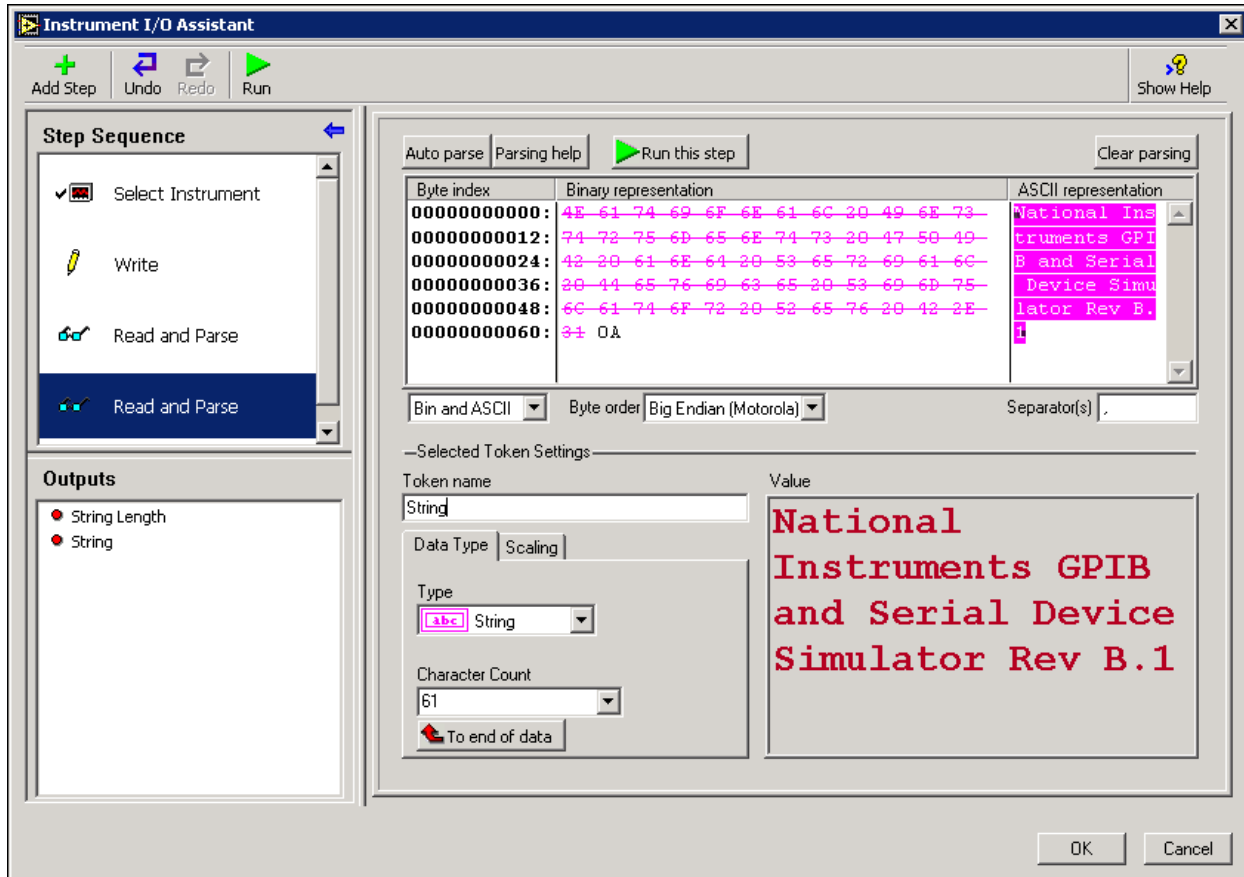 Instrument I/O Assistant
Add Step Undo Redo Run Show Help
Step Sequence
Select Instrument
Write
Read and Parse
Read and Parse
Outputs
String Length
String
Auto parse Parsing help Run this step Clear parsing
Byte index Binary representation ASCII representation
00000000000: 4E 61 74 69 6F 6E 61 6C 20 49 6E 73 National Ins
00000000012: 74 72 75 6D 65 6E 74 73 20 47 50 49 truments GPI
00000000024: 42 20 61 6E 64 20 53 65 72 69 61 6C B and Serial
00000000036: 20 44 65 76 69 63 65 20 53 69 6D 75 Device Simu
00000000048: 6C 61 74 6F 72 20 52 65 76 20 42 2E lator Rev B.
00000000060: 31 0A 1
Bin and ASCII Byte order Big Endian (Motorola) Separator(s) ,
Selected Token Settings
Token name
String
Data Type Scaling
Type
abc String
Character Count
61
To end of data
Value
National
Instruments GPIB
and Serial Device
Simulator Rev B.1
OK Cancel